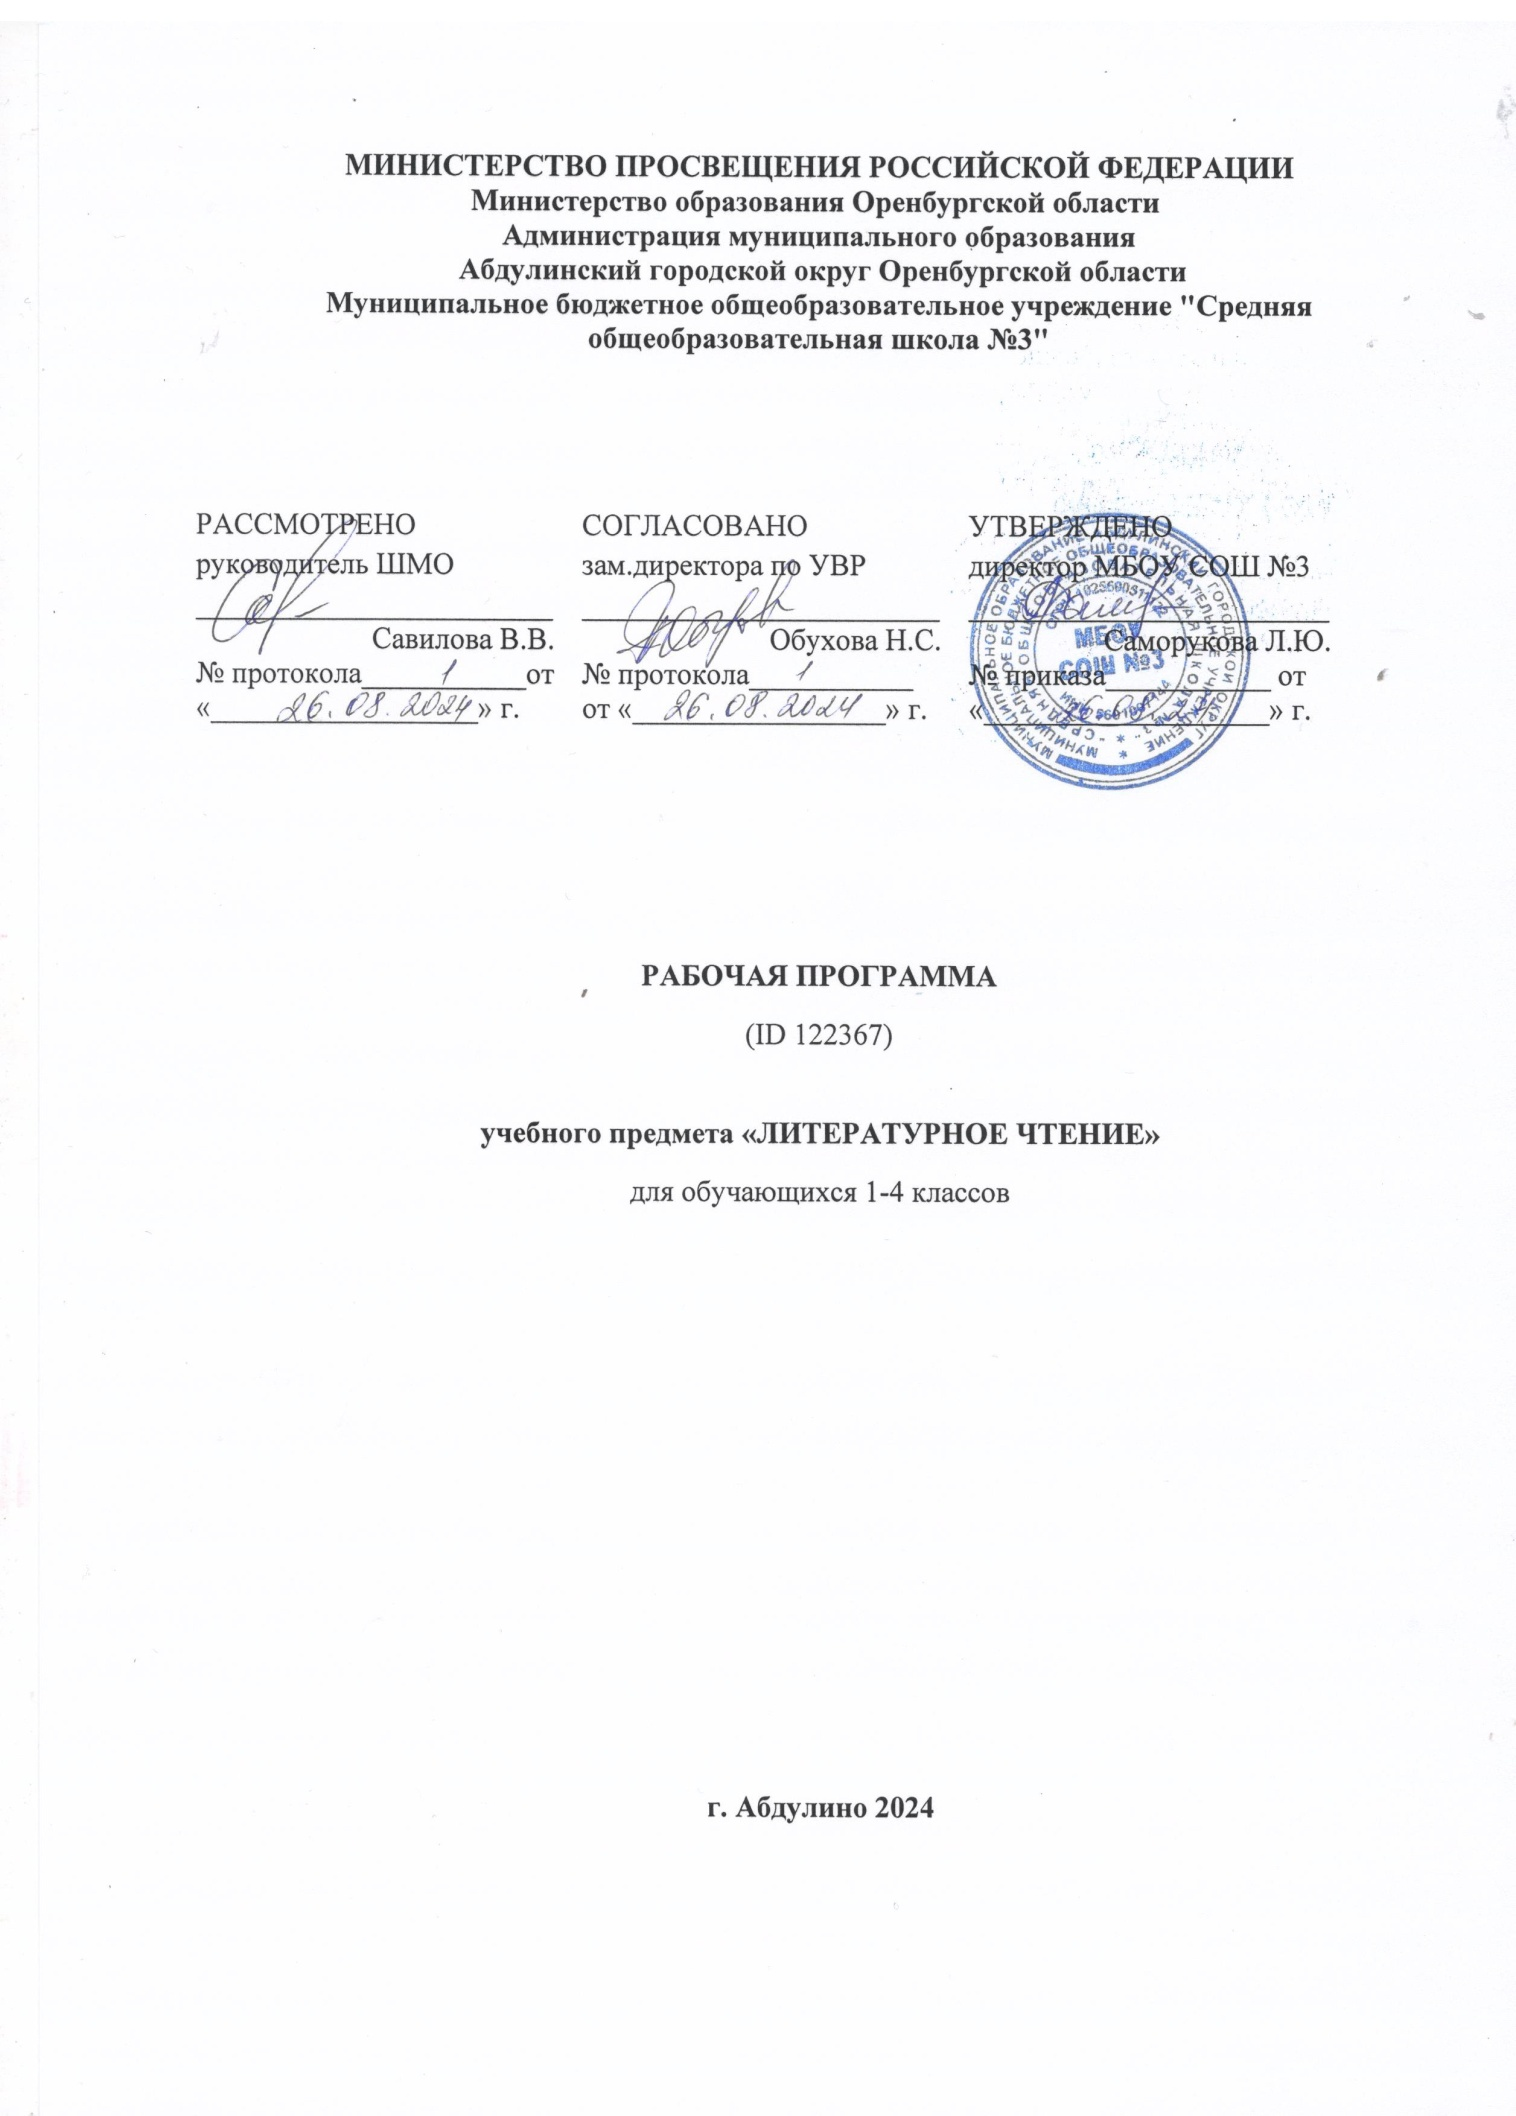 МИНИСТЕРСТВО ПРОСВЕЩЕНИЯ РОССИЙСКОЙ ФЕДЕРАЦИИ
Министерство образования Оренбургской области
Администрация муниципального образования
Абдулинский городской округ Оренбургской области
Муниципальное бюджетное общеобразовательное учреждение "Средняя
общеобразовательная школа №3"
РАССМОТРЕНО
руководитель ШМО
Савилова В.В.
№ протокола 1 от
«26.08.2024» г.
СОГЛАСОВАНО
зам.директора по УВР
Обухова Н.С.
№ протокола 1
от «26.08.2024» г.
УТВЕРЖДЕНО
директор МБОУ СОШ №3
Саморукова Л.Ю.
№ приказа от
« » г.
МБОУ
СОШ №3
РАБОЧАЯ ПРОГРАММА
(ID 122367)
учебного предмета «ЛИТЕРАТУРНОЕ ЧТЕНИЕ»
для обучающихся 1-4 классов
г. Абдулино 2024